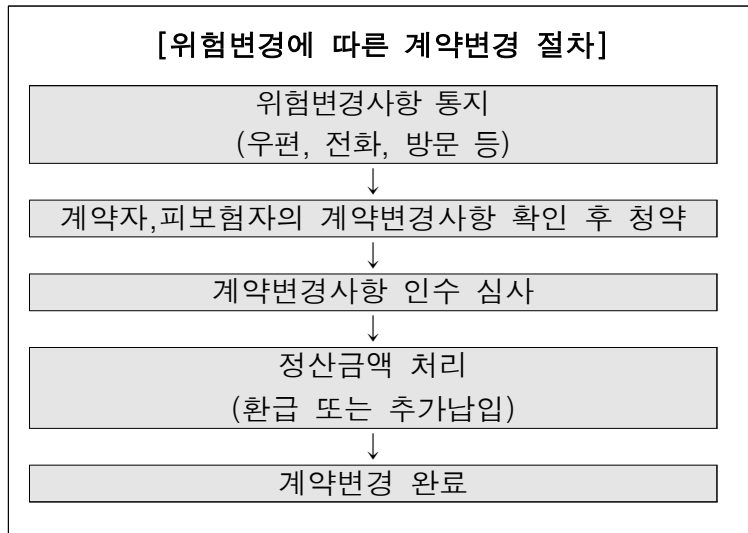 [위험변경에 따른 계약변경 절차]
위험변경사항 통지
(우편, 전화, 방문 등)
↓
계약자,피보험자의 계약변경사항 확인 후 청약
↓
계약변경사항 인수 심사
↓
정산금액 처리
(환급 또는 추가납입)
↓
계약변경 완료